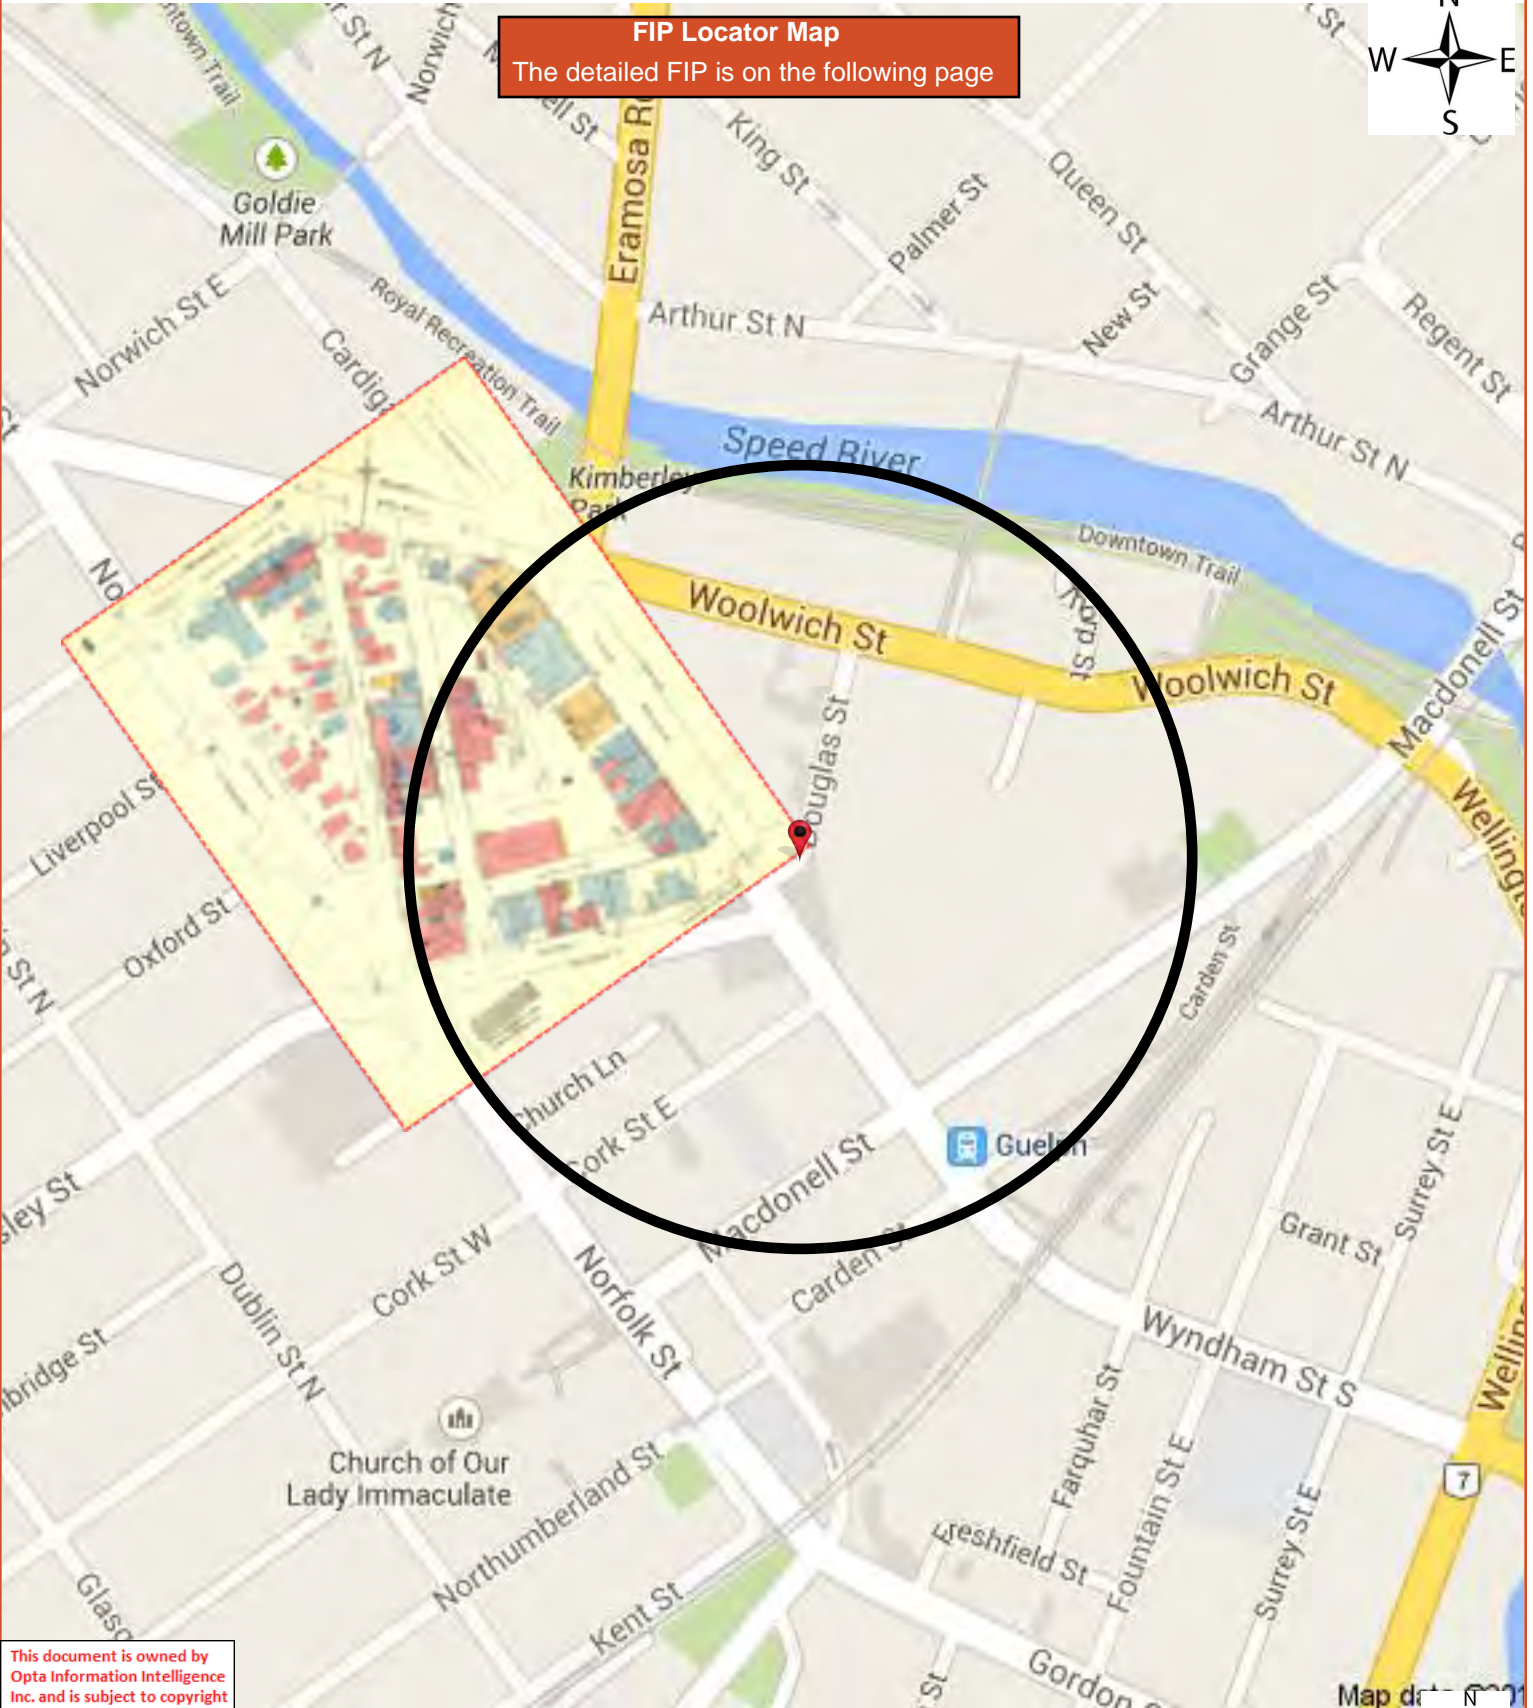 FIP Locator Map
The detailed FIP is on the following page
N
W
E
S
Norwich
Goldie
Mill Park
Eramosa
King St
Palmer St
Queen St
New St
Grange St
Regent St
Norwich St E
Royal Recreation Trail
Arthur St N
Arthur St N
Speed River
Kimberley
Park
Downtown Trail
Woolwich St
Woolwich St
Macdonell St
Douglas St
Liverpool St
Oxford St
Carden St
Church Ln
Cork St E
Macdonell St
Guelph
Surrey St E
Grant St
Carden St
Cork St W
Norfolk St
Dublin St N
Wyndham St S
Farquhar St
Fountain St E
Church of Our
Lady Immaculate
Northumberland St
7
Freshfield St
Surrey St E
Kent St
Gordon
St
This document is owned by
Opta Information Intelligence
Inc. and is subject to copyright
Map
N